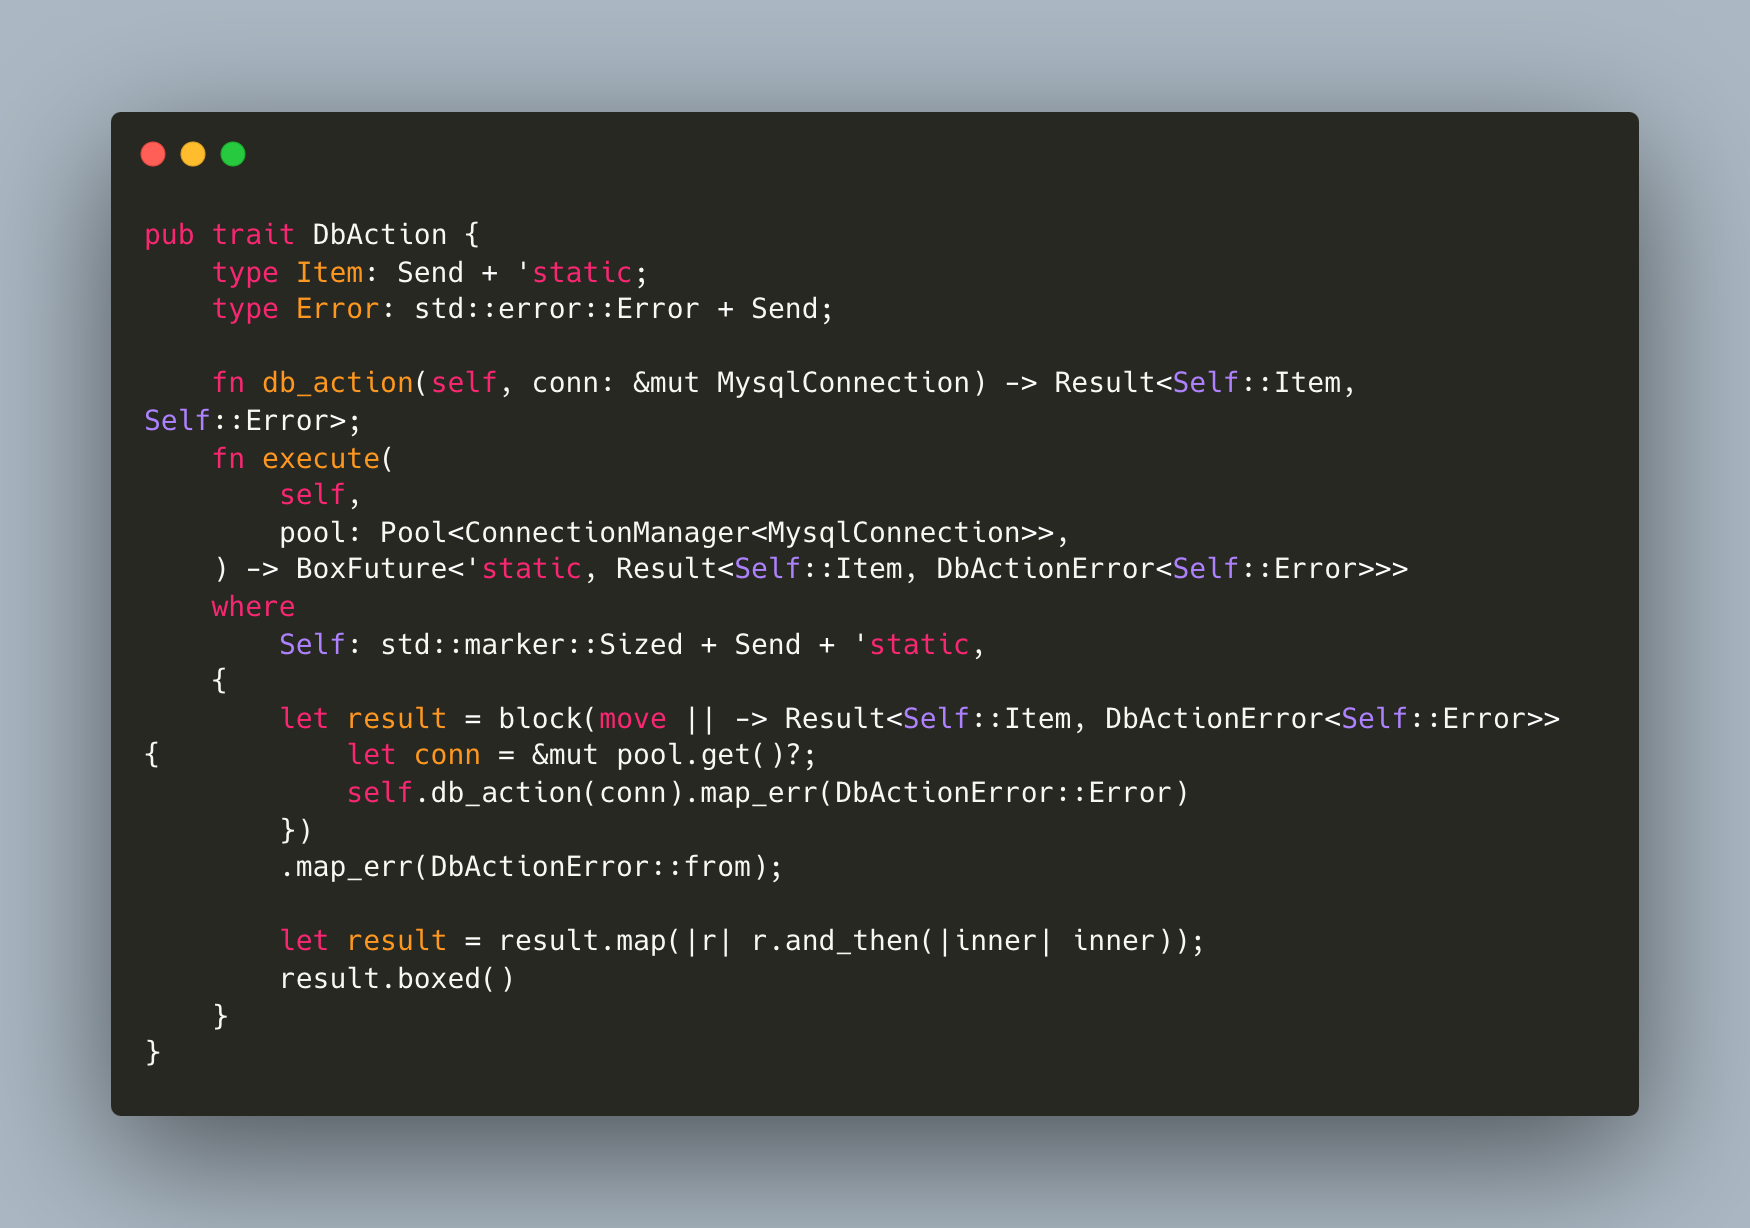 pub trait DbAction {
    type Item: Send + 'static;
    type Error: std::error::Error + Send;

    fn db_action(self, conn: &mut MysqlConnection) -> Result<Self::Item,
Self::Error>;
    fn execute(
        self,
        pool: Pool<ConnectionManager<MysqlConnection>>,
    ) -> BoxFuture<'static, Result<Self::Item, DbActionError<Self::Error>>>
    where
        Self: std::marker::Sized + Send + 'static,
    {
        let result = block(move || -> Result<Self::Item, DbActionError<Self::Error>>
{           let conn = &mut pool.get()?;
            self.db_action(conn).map_err(DbActionError::Error)
        })
        .map_err(DbActionError::from);

        let result = result.map(|r| r.and_then(|inner| inner));
        result.boxed()
    }
}